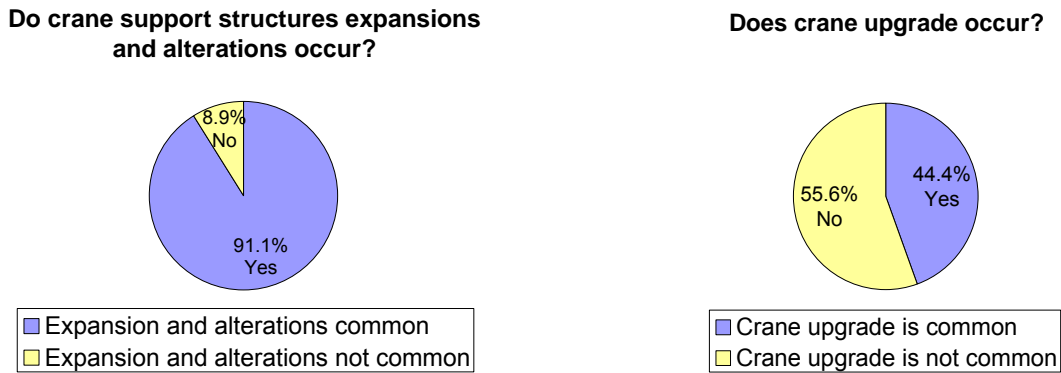 Do crane support structures expansions
and alterations occur?
8.9%
No
91.1%
Yes
Expansion and alterations common
Expansion and alterations not common
Does crane upgrade occur?
44.4%
Yes
55.6%
No
Crane upgrade is common
Crane upgrade is not common